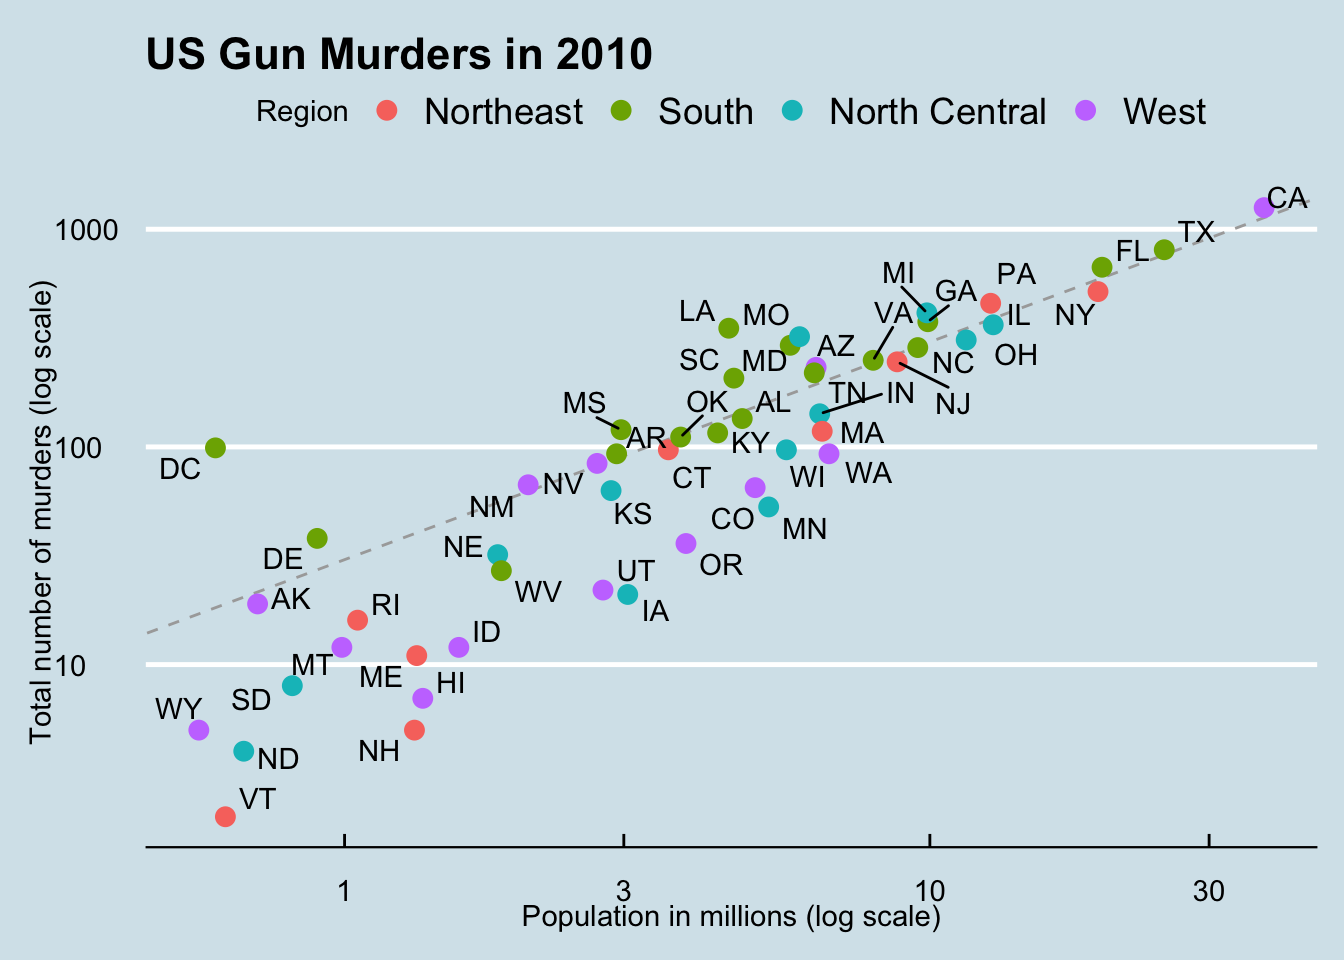 US Gun Murders in 2010
Region Northeast South North Central West
CA
1000
TX
FL
MI
PA
GA
LA MO VA IL NY
AZ
SC MD NC OH
OK
TN IN
MS AL NJ
AR
100 KY MA
DC CT WI WA
NV
NM KS CO
MN
NE
DE UT OR
WV
AK RI IA
ID
MT
10 ME HI
SD
WY
NH
ND
VT
Total number of murders (log scale)
1 3 10 30
Population in millions (log scale)